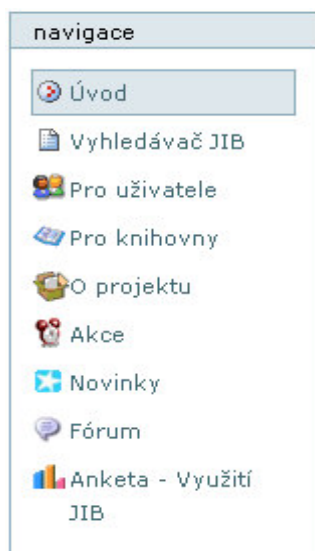 navigace
Úvod
Vyhledávač JIB
Pro uživatele
Pro knihovny
O projektu
Akce
Novinky
Fórum
Anketa - Využití
JIB